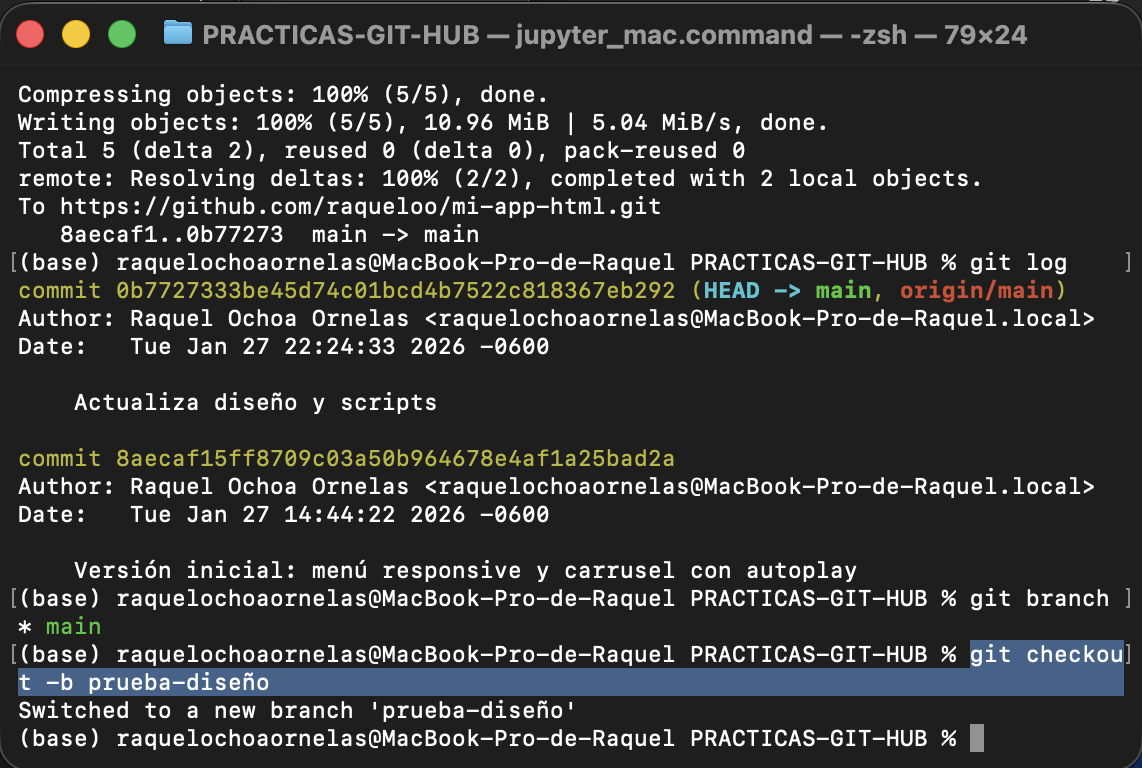 PRACTICAS-GIT-HUB — jupyter_mac.command — -zsh — 79×24
Compressing objects: 100% (5/5), done.
Writing objects: 100% (5/5), 10.96 MiB | 5.04 MiB/s, done.
Total 5 (delta 2), reused 0 (delta 0), pack-reused 0
remote: Resolving deltas: 100% (2/2), completed with 2 local objects.
To https://github.com/raqueloo/mi-app-html.git
   8aecaf1..0b77273  main -> main
[(base) raquelochoaornelas@MacBook-Pro-de-Raquel PRACTICAS-GIT-HUB % git log    ]
commit 0b7727333be45d74c01bcd4b7522c818367eb292 (HEAD -> main, origin/main)
Author: Raquel Ochoa Ornelas <raquelochoaornelas@MacBook-Pro-de-Raquel.local>
Date:   Tue Jan 27 22:24:33 2026 -0600
    Actualiza diseño y scripts
commit 8aecaf15ff8709c03a50b964678e4af1a25bad2a
Author: Raquel Ochoa Ornelas <raquelochoaornelas@MacBook-Pro-de-Raquel.local>
Date:   Tue Jan 27 14:44:22 2026 -0600
    Versión inicial: menú responsive y carrusel con autoplay
[(base) raquelochoaornelas@MacBook-Pro-de-Raquel PRACTICAS-GIT-HUB % git branch ]
* main
[(base) raquelochoaornelas@MacBook-Pro-de-Raquel PRACTICAS-GIT-HUB % git checkou]
t -b prueba-diseño
Switched to a new branch 'prueba-diseño'
(base) raquelochoaornelas@MacBook-Pro-de-Raquel PRACTICAS-GIT-HUB %